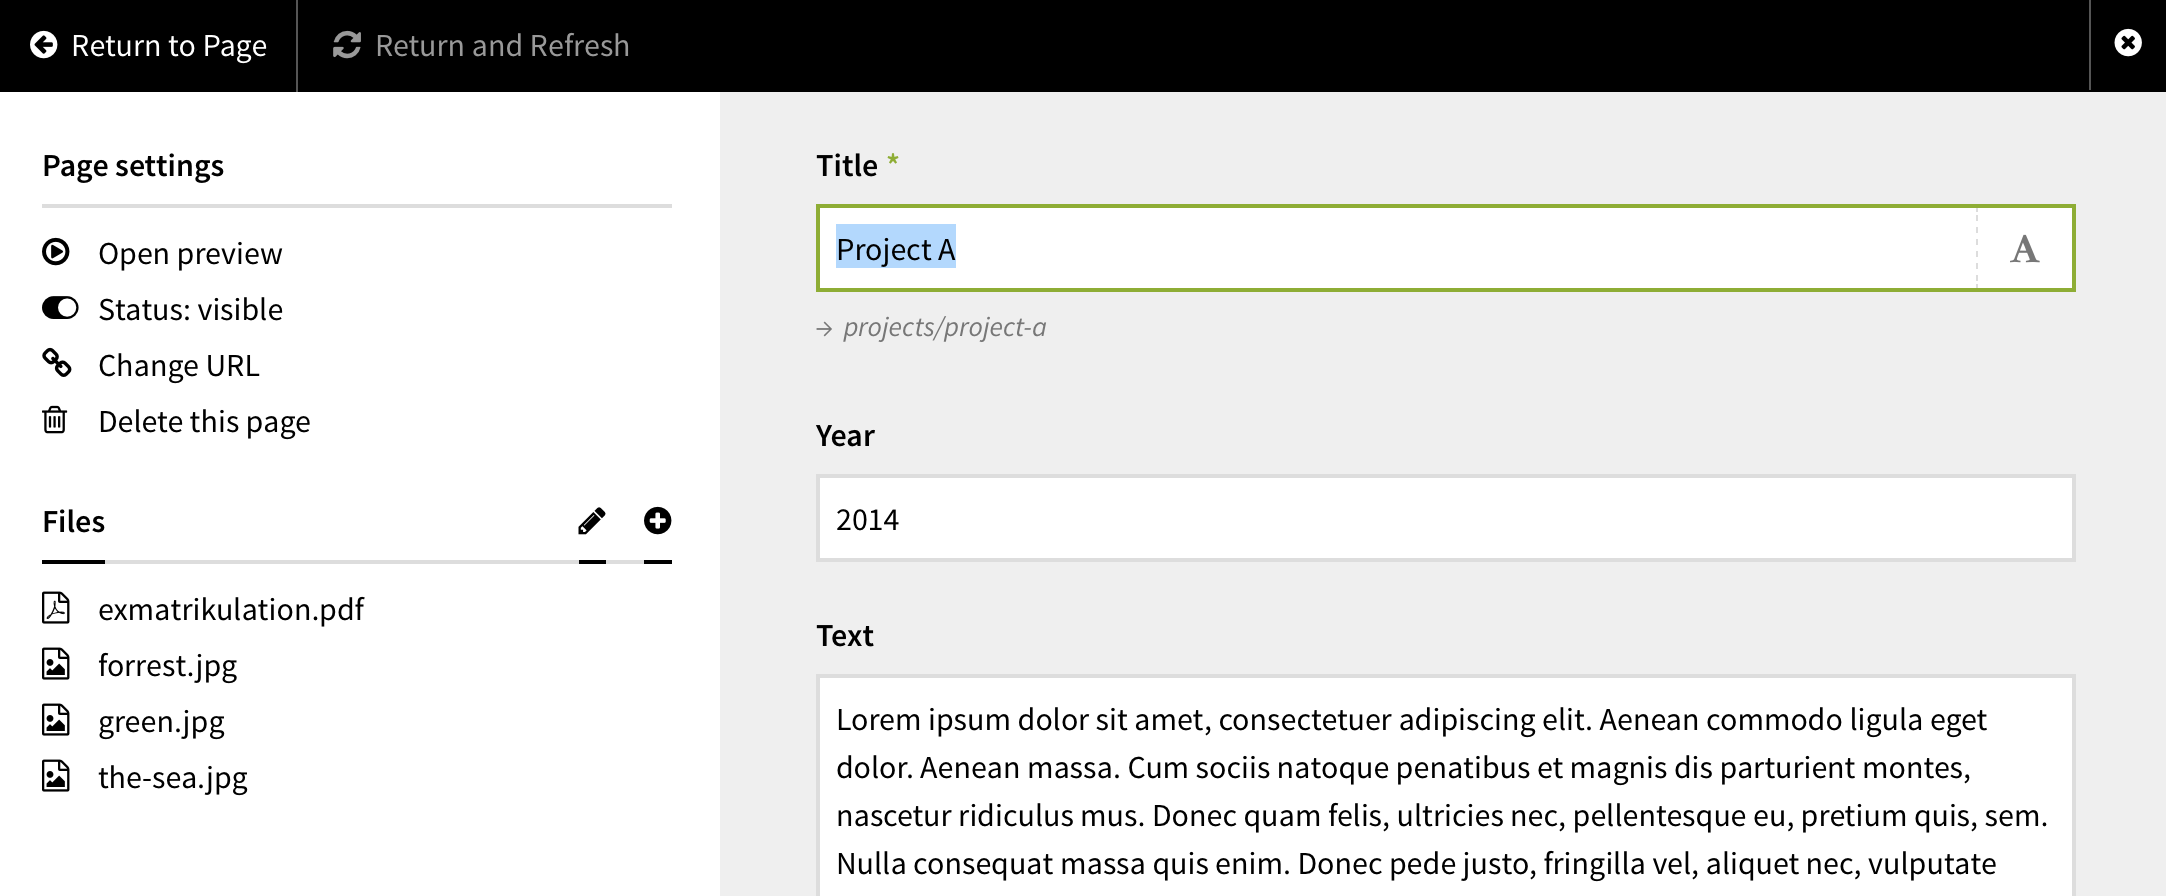 Return to Page
Return and Refresh
Page settings
Open preview
Status: visible
Change URL
Delete this page
Files
exmatrikulation.pdf
forrest.jpg
green.jpg
the-sea.jpg
Title *
Project A
A
→ projects/project-a
Year
2014
Text
Lorem ipsum dolor sit amet, consectetuer adipiscing elit. Aenean commodo ligula eget
dolor. Aenean massa. Cum sociis natoque penatibus et magnis dis parturient montes,
nascetur ridiculus mus. Donec quam felis, ultricies nec, pellentesque eu, pretium quis, sem.
Nulla consequat massa quis enim. Donec pede justo, fringilla vel, aliquet nec, vulputate